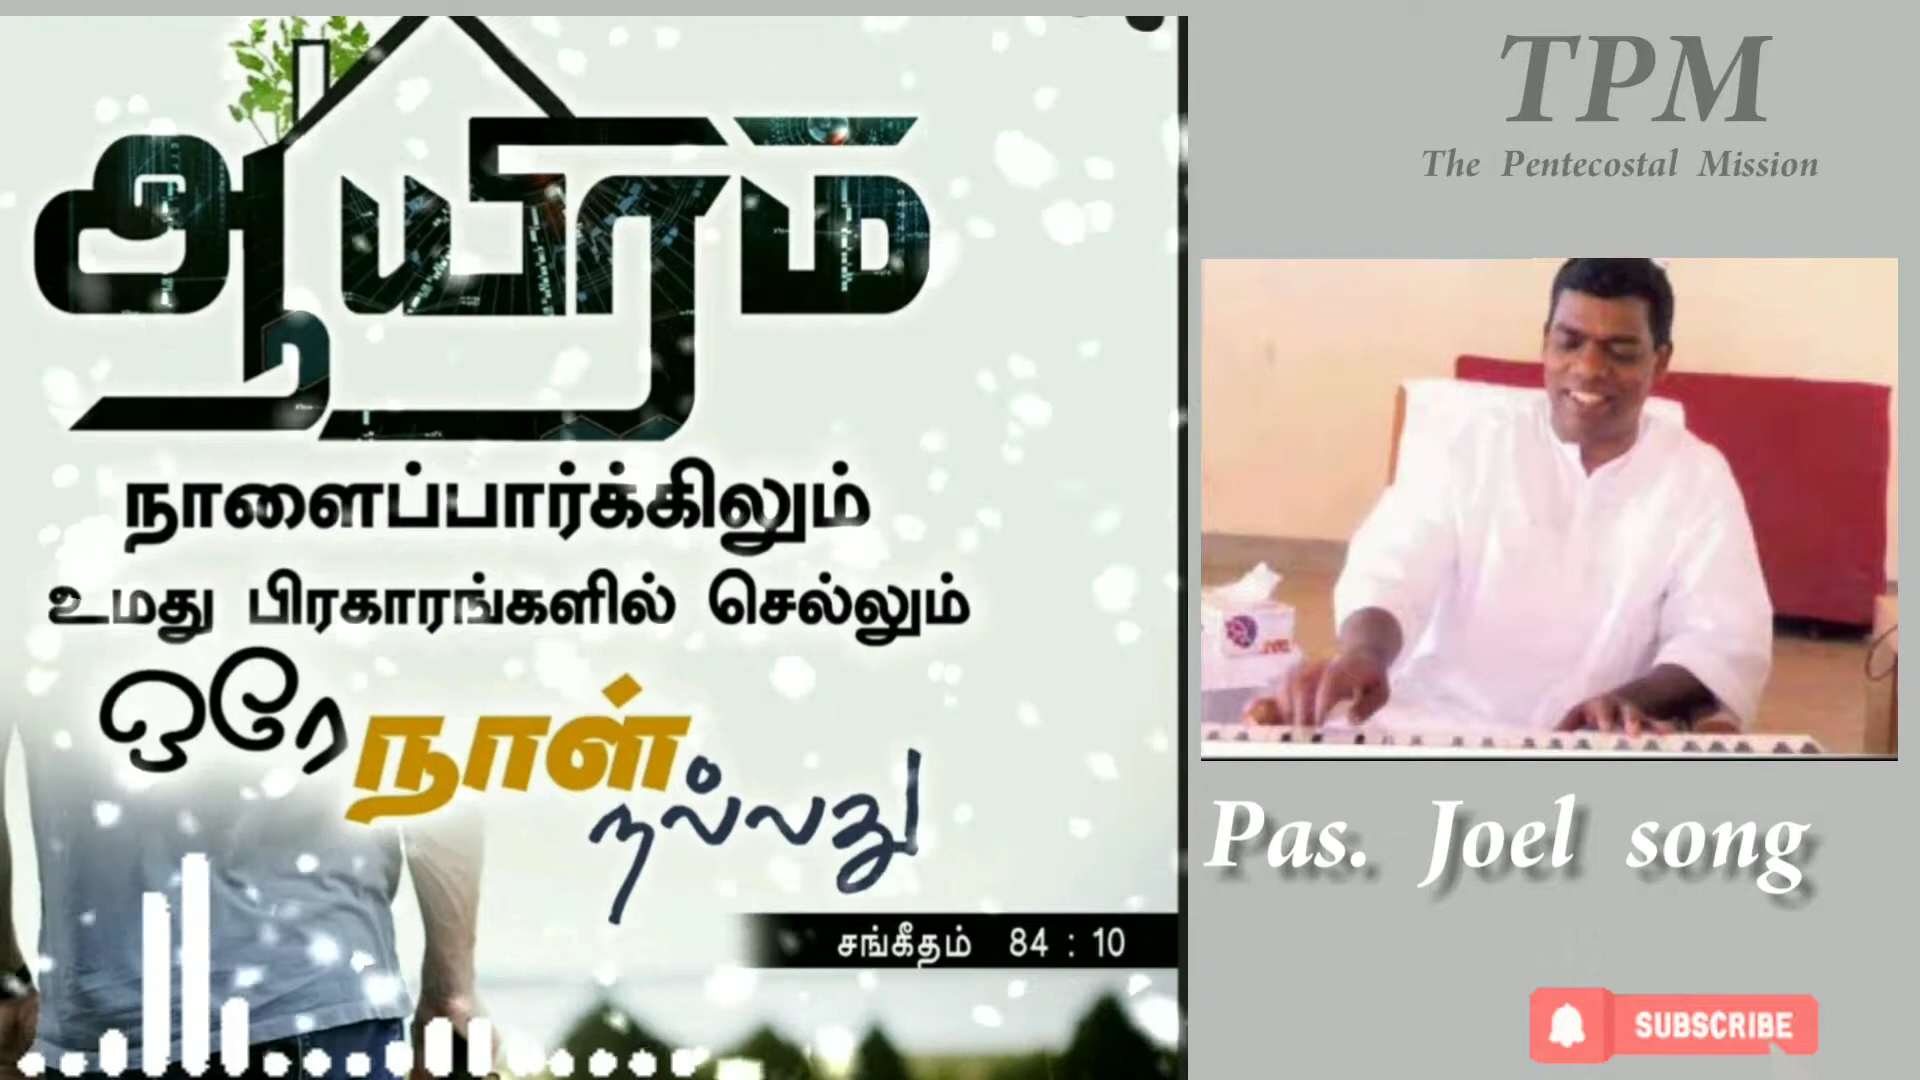 ஆயிரம்
நாளைப்பார்க்கிலும்
உமது பிரகாரங்களில் செல்லும்
ஒரே நாள்
நல்லது
சங்கீதம் 84 : 10
TPM
The Pentecostal Mission
Pas. Joel song
SUBSCRIBE